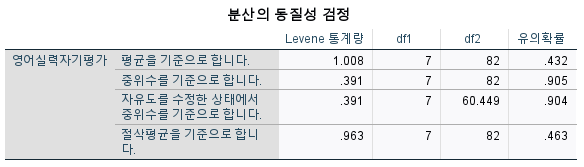 분산의 동질성 검정
Levene 통계량 df1 df2 유의확률
영어실력자기평가 평균을 기준으로 합니다. 1.008 7 82 .432
중위수를 기준으로 합니다. .391 7 82 .905
자유도를 수정한 상태에서
중위수를 기준으로 합니다. .391 7 60.449 .904
절삭평균을 기준으로 합니
다. .963 7 82 .463